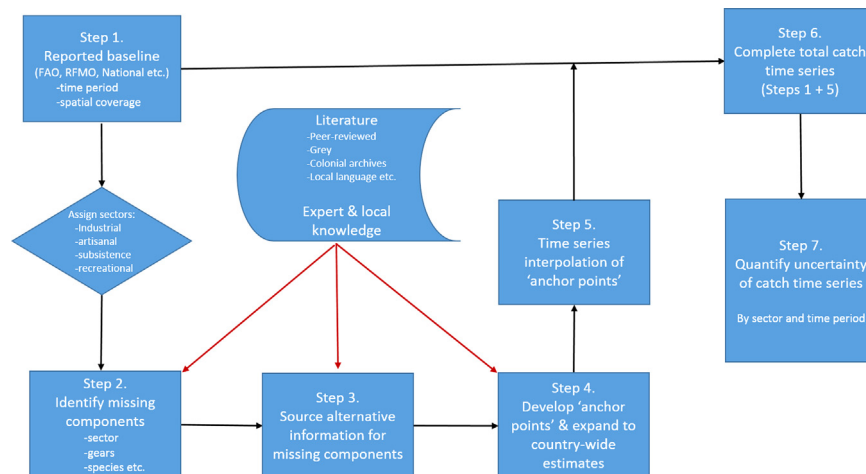 Step 1.
Reported baseline
(FAO, RFMO, National etc.)
-time period
-spatial coverage
Assign sectors:
-Industrial
-artisanal
-subsistence
-recreational
Literature
-Peer-reviewed
-Grey
-Colonial archives
-Local language etc.
Expert & local
knowledge
Step 2.
Identify missing
components
-sector
-gears
-species etc.
Step 3.
Source alternative
information for
missing components
Step 4.
Develop ‘anchor
points’ & expand to
country-wide
estimates
Step 5.
Time series
interpolation of
‘anchor points’
Step 6.
Complete total catch
time series
(Steps 1 + 5)
Step 7.
Quantify uncertainty
of catch time series
By sector and time period